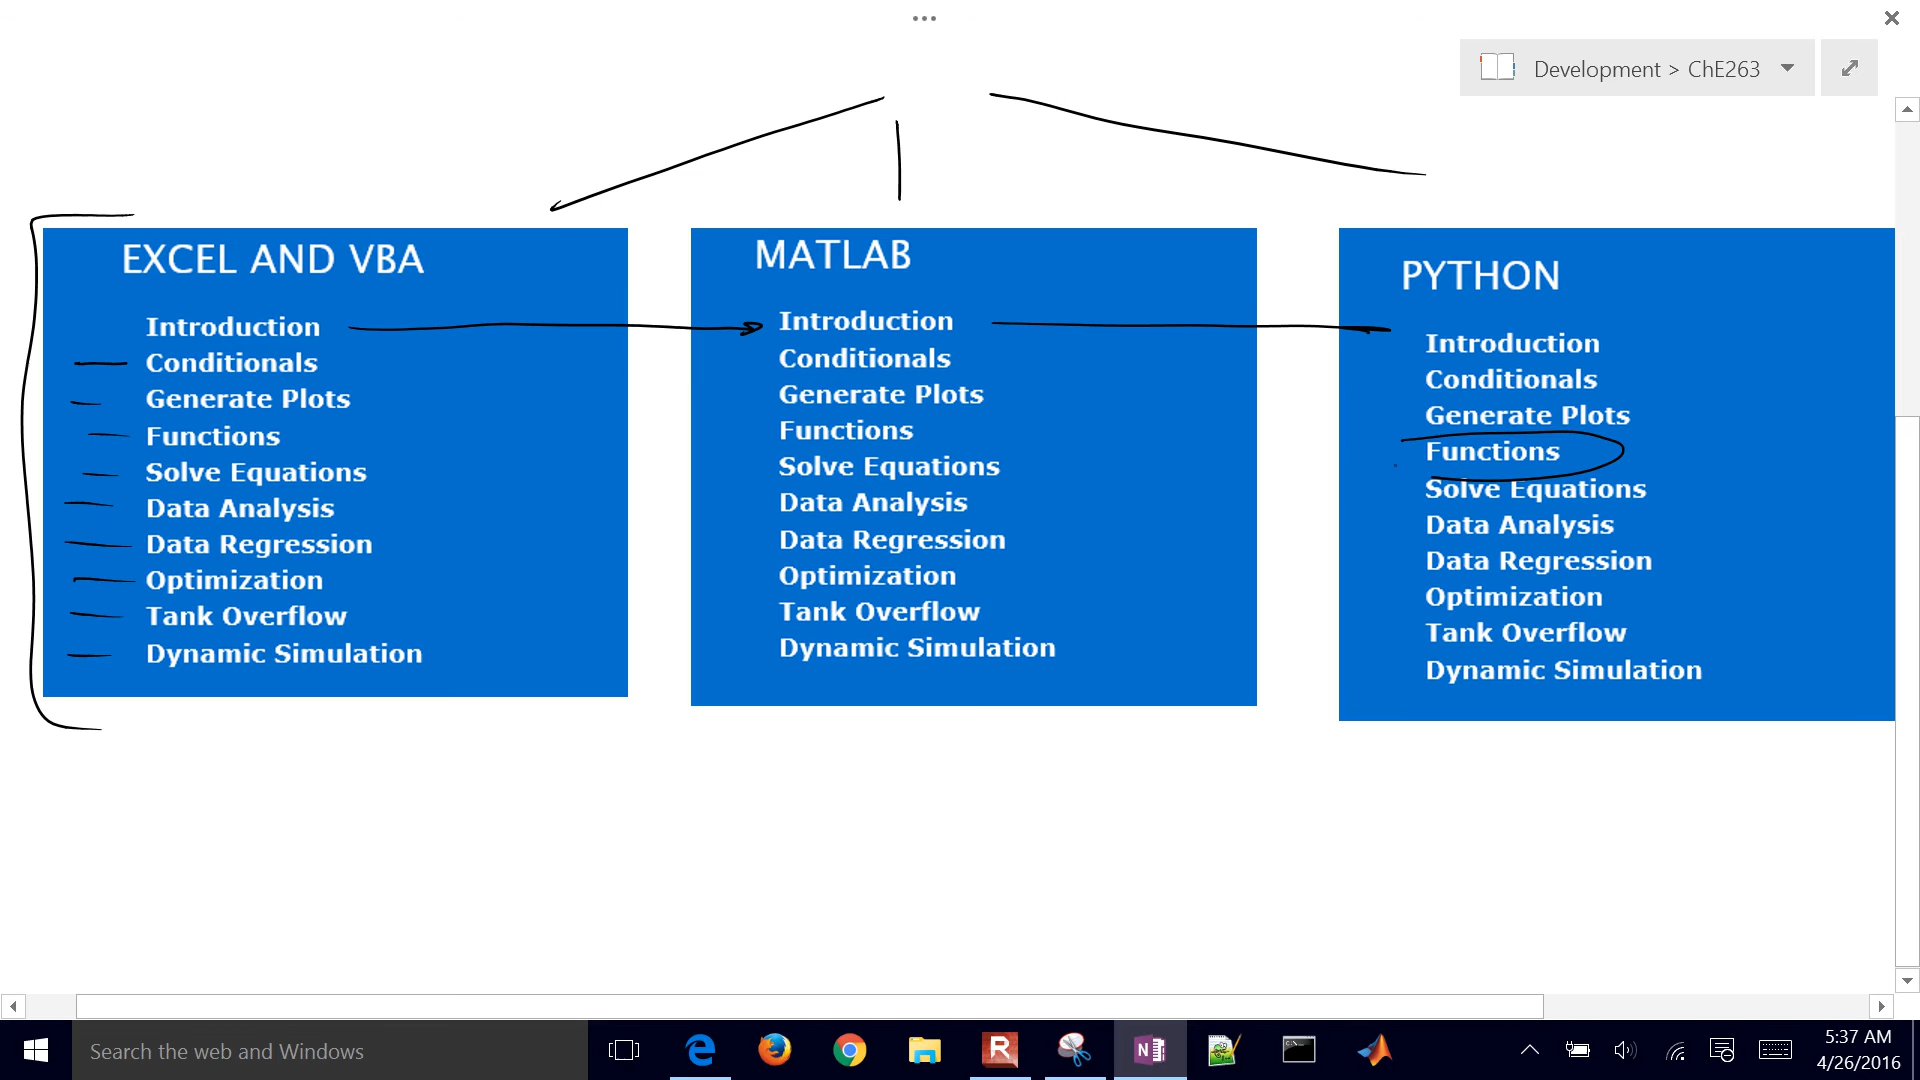 Development > ChE263
EXCEL AND VBA
Introduction
Conditionals
Generate Plots
Functions
Solve Equations
Data Analysis
Data Regression
Optimization
Tank Overflow
Dynamic Simulation
MATLAB
Introduction
Conditionals
Generate Plots
Functions
Solve Equations
Data Analysis
Data Regression
Optimization
Tank Overflow
Dynamic Simulation
PYTHON
Introduction
Conditionals
Generate Plots
Functions
Solve Equations
Data Analysis
Data Regression
Optimization
Tank Overflow
Dynamic Simulation
Search the web and Windows
5:37 AM
4/26/2016